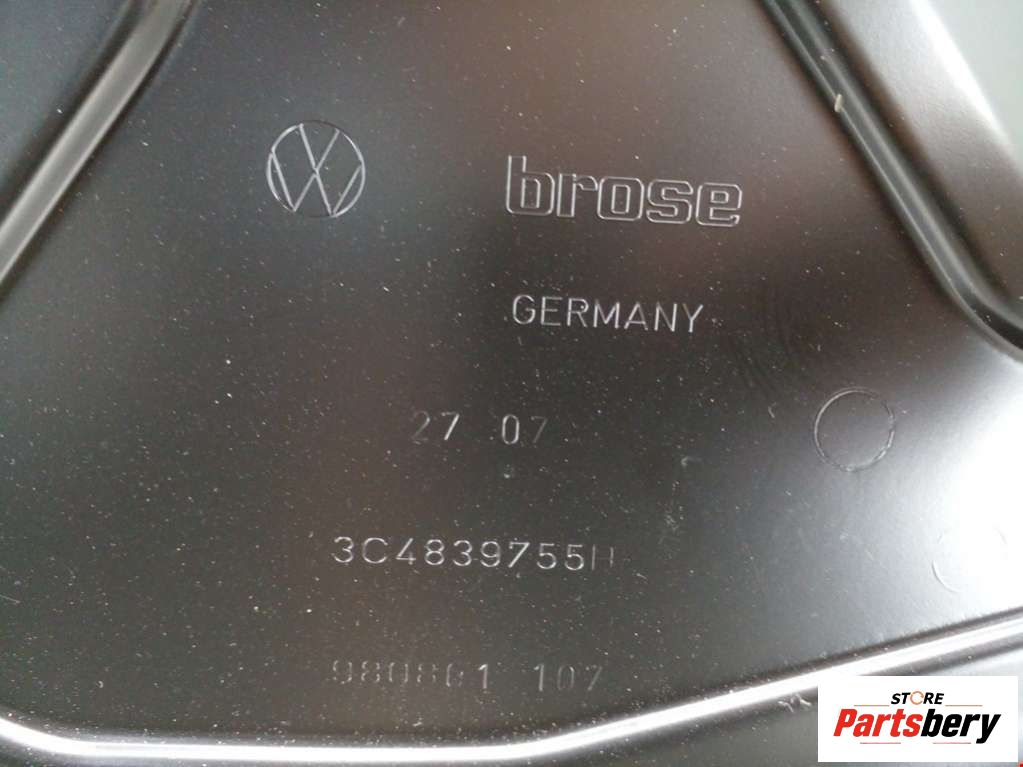 brose
GERMANY
27 07
3C4839755H
980861 107
STORE
Partsbery